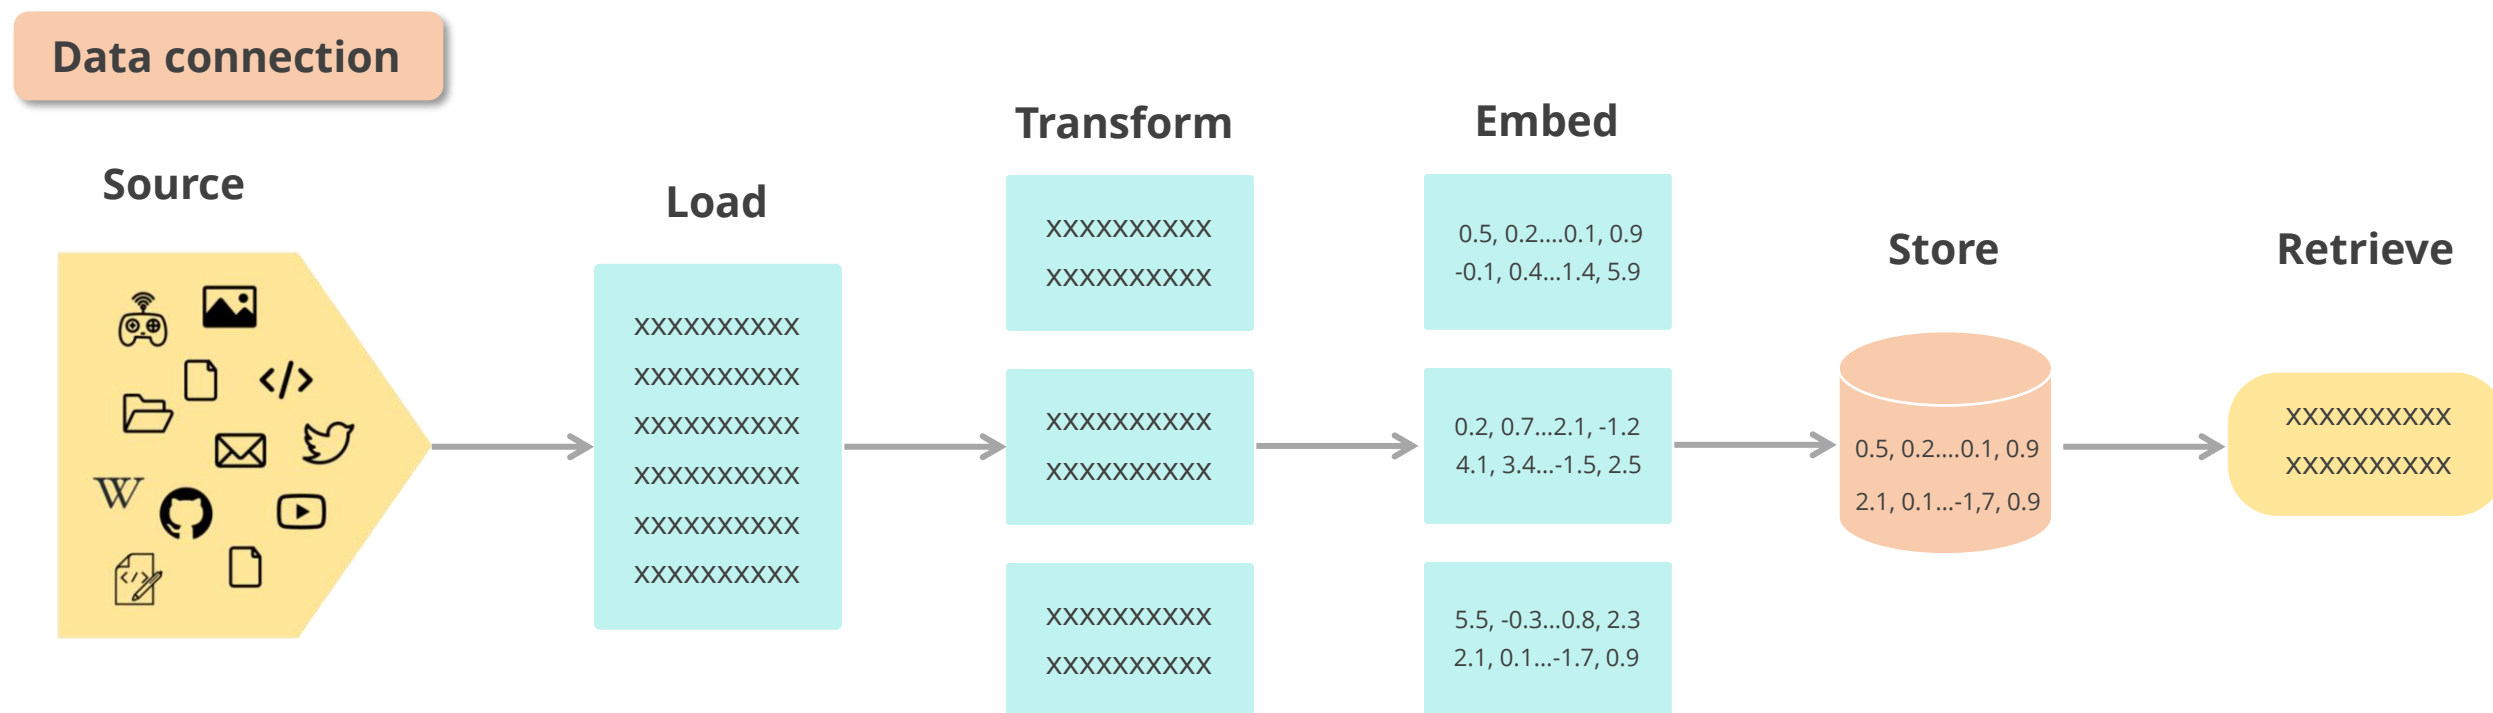 Data connection
Source
Load
xxxxxxxxxx
xxxxxxxxxx
xxxxxxxxxx
xxxxxxxxxx
xxxxxxxxxx
xxxxxxxxxx
Transform
xxxxxxxxxx
xxxxxxxxxx
xxxxxxxxxx
xxxxxxxxxx
xxxxxxxxxx
xxxxxxxxxx
Embed
0.5, 0.2....0.1, 0.9
-0.1, 0.4...1.4, 5.9
0.2, 0.7...2.1, -1.2
4.1, 3.4...-1.5, 2.5
5.5, -0.3...0.8, 2.3
2.1, 0.1...-1.7, 0.9
Store
0.5, 0.2....0.1, 0.9
2.1, 0.1...-1,7, 0.9
Retrieve
xxxxxxxxxx
xxxxxxxxxx